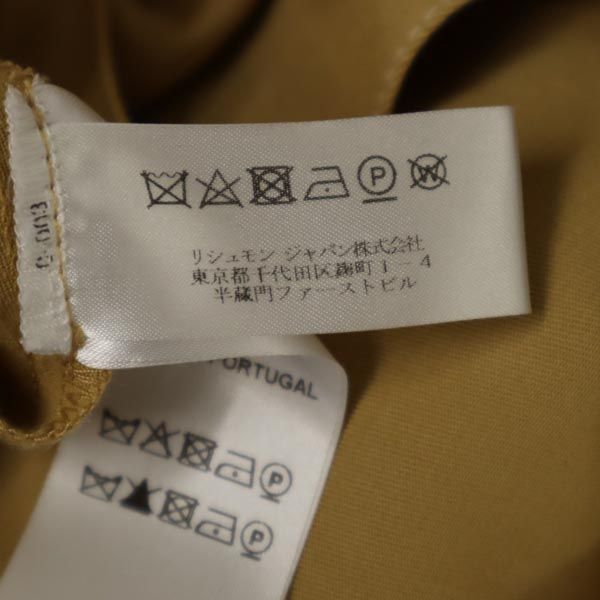 P W
リシュモン ジャパン株式会社
東京都千代田区麹町1-4
半蔵門ファーストビル
PORTUGAL
P
P